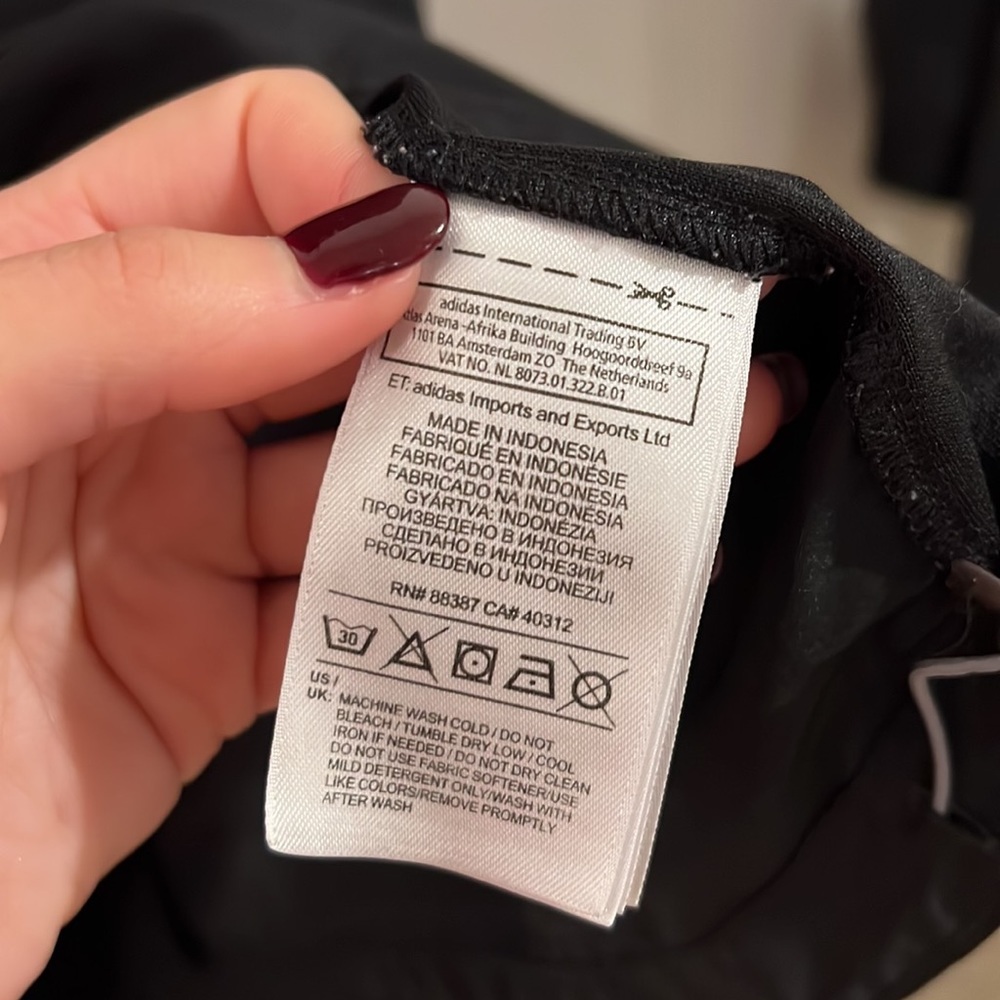 adidas International Trading BV
Arena -Afrika Building Hoogoorddreef 9a
1101 BA Amsterdam ZO The Netherlands
VAT NO. NL 8073.01.322.B.01
ET: adidas Imports and Exports Ltd
MADE IN INDONESIA
FABRIQUÉ EN INDONÉSIE
FABRICADO EN INDONESIA
FABRICADO NA INDONÉSIA
GYÁRTVA: INDONÉZIA
ПРОИЗВЕДЕНО В ИНДОНЕЗИЯ
СДЕЛАНО В ИНДОНЕЗИИ
PROIZVEDENO U INDONEZIJI
RN# 88387 CA# 40312
30
US /
UK: MACHINE WASH COLD / DO NOT
BLEACH / TUMBLE DRY LOW / COOL
IRON IF NEEDED / DO NOT DRY CLEAN
DO NOT USE FABRIC SOFTENER/USE
MILD DETERGENT ONLY/WASH WITH
LIKE COLORS/REMOVE PROMPTLY
AFTER WASH